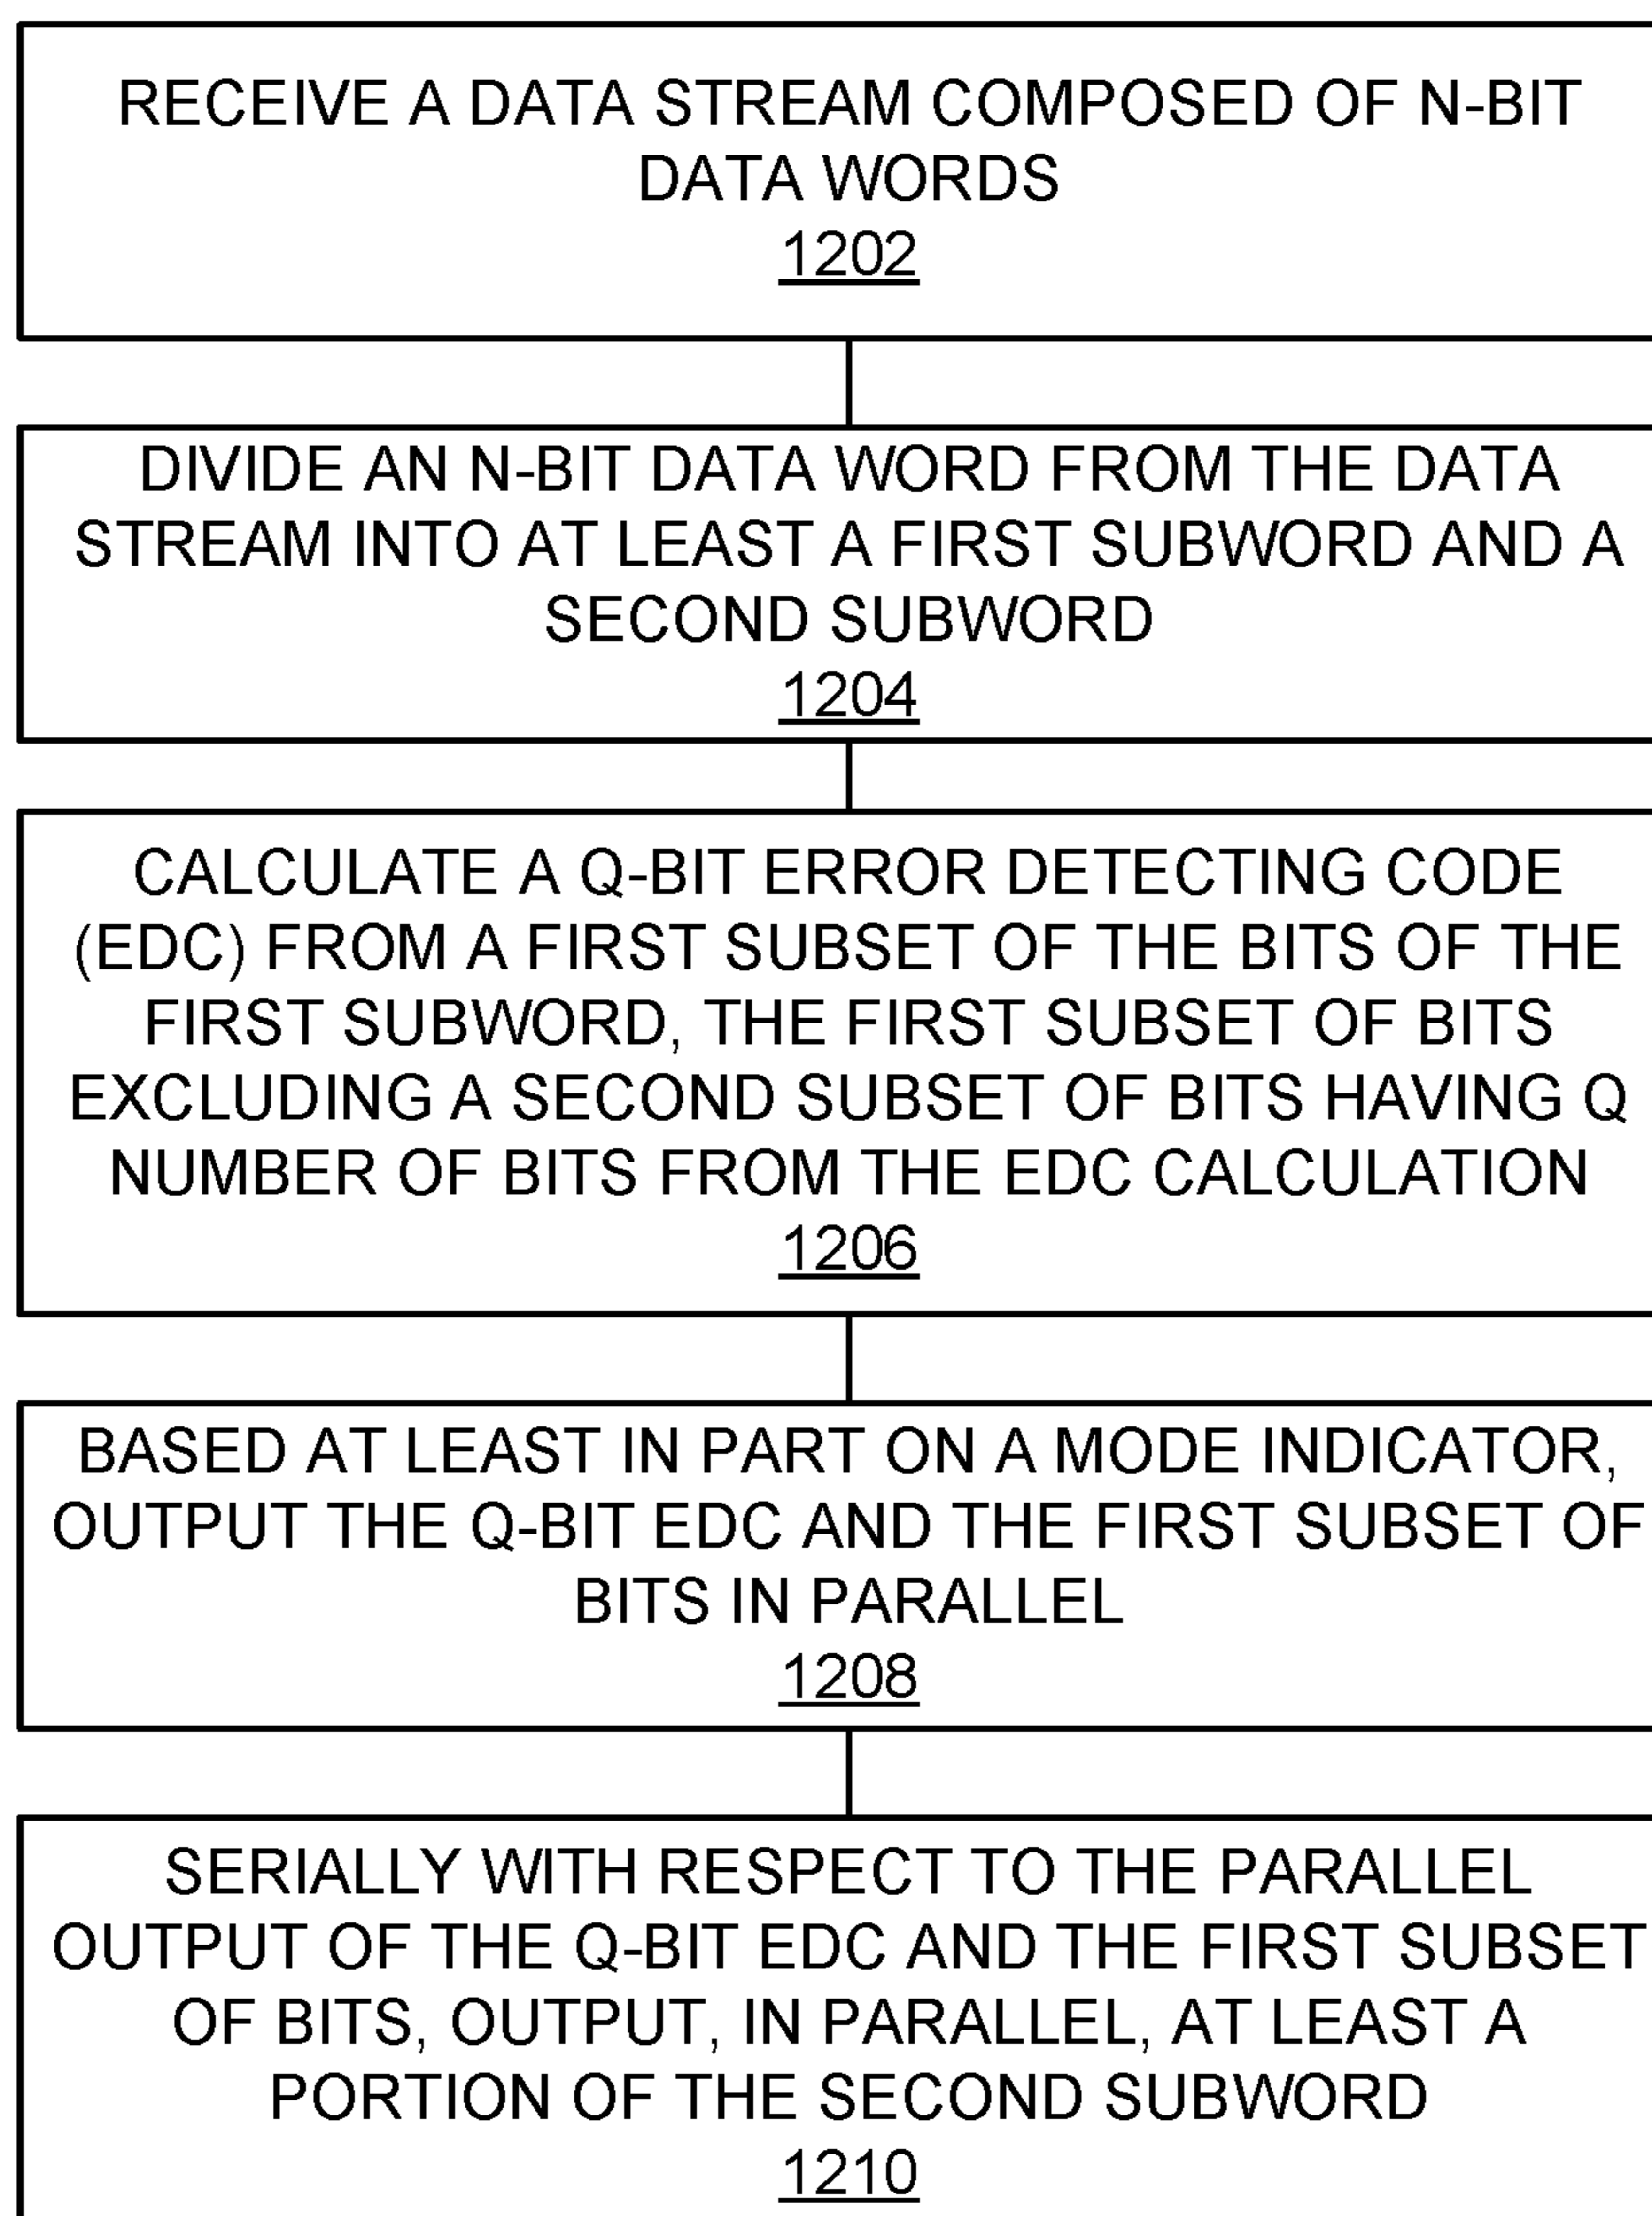 RECEIVE A DATA STREAM COMPOSED OF N-BIT
DATA WORDS
1202
DIVIDE AN N-BIT DATA WORD FROM THE DATA
STREAM INTO AT LEAST A FIRST SUBWORD AND A
SECOND SUBWORD
1204
CALCULATE A Q-BIT ERROR DETECTING CODE
(EDC) FROM A FIRST SUBSET OF THE BITS OF THE
FIRST SUBWORD, THE FIRST SUBSET OF BITS
EXCLUDING A SECOND SUBSET OF BITS HAVING Q
NUMBER OF BITS FROM THE EDC CALCULATION
1206
BASED AT LEAST IN PART ON A MODE INDICATOR,
OUTPUT THE Q-BIT EDC AND THE FIRST SUBSET OF
BITS IN PARALLEL
1208
SERIALLY WITH RESPECT TO THE PARALLEL
OUTPUT OF THE Q-BIT EDC AND THE FIRST SUBSET
OF BITS, OUTPUT, IN PARALLEL, AT LEAST A
PORTION OF THE SECOND SUBWORD
1210